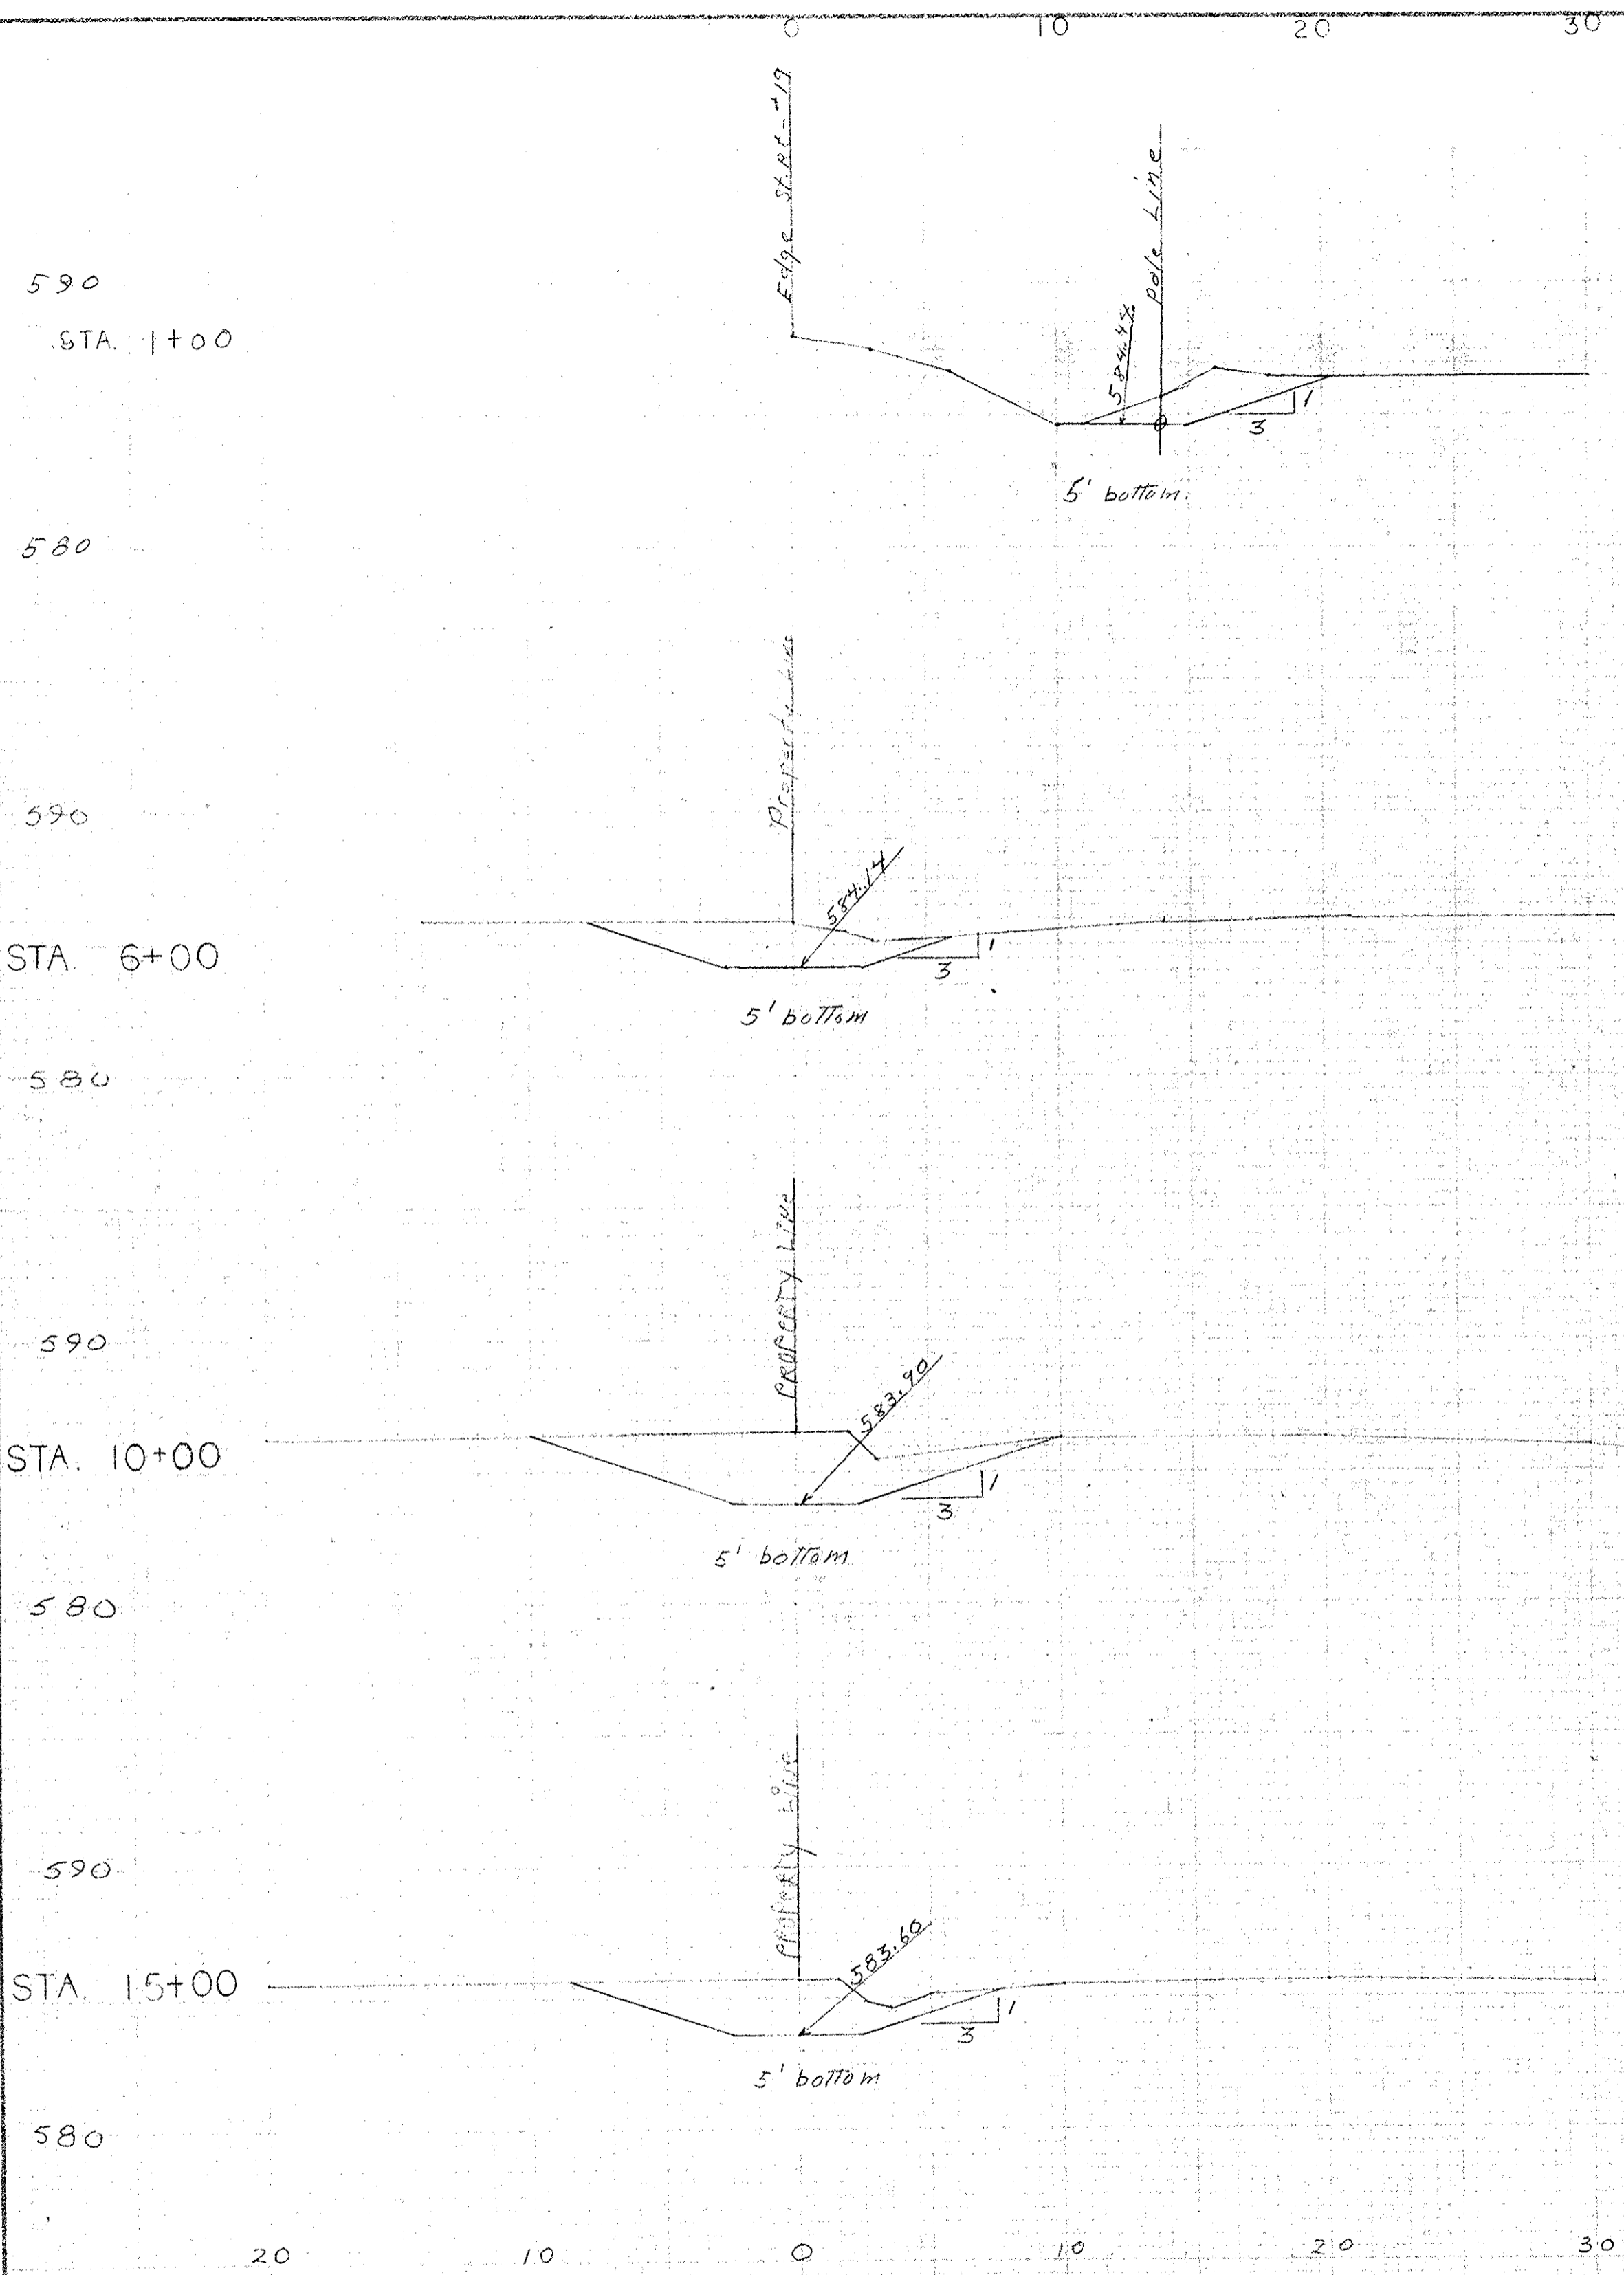 0 10 20 30
Edge St. Rt - #19
Pole Line
590
STA. 1+00
584.44
1
3
5' bottom.
580
Property Line
590
584.14
STA. 6+00
1
3
5' bottom
580
PROPERTY LINE
590
583.90
STA. 10+00
1
3
5' bottom
580
Property Line
590
583.60
STA. 15+00
1
3
5' bottom
580
20 10 0 10 20 30